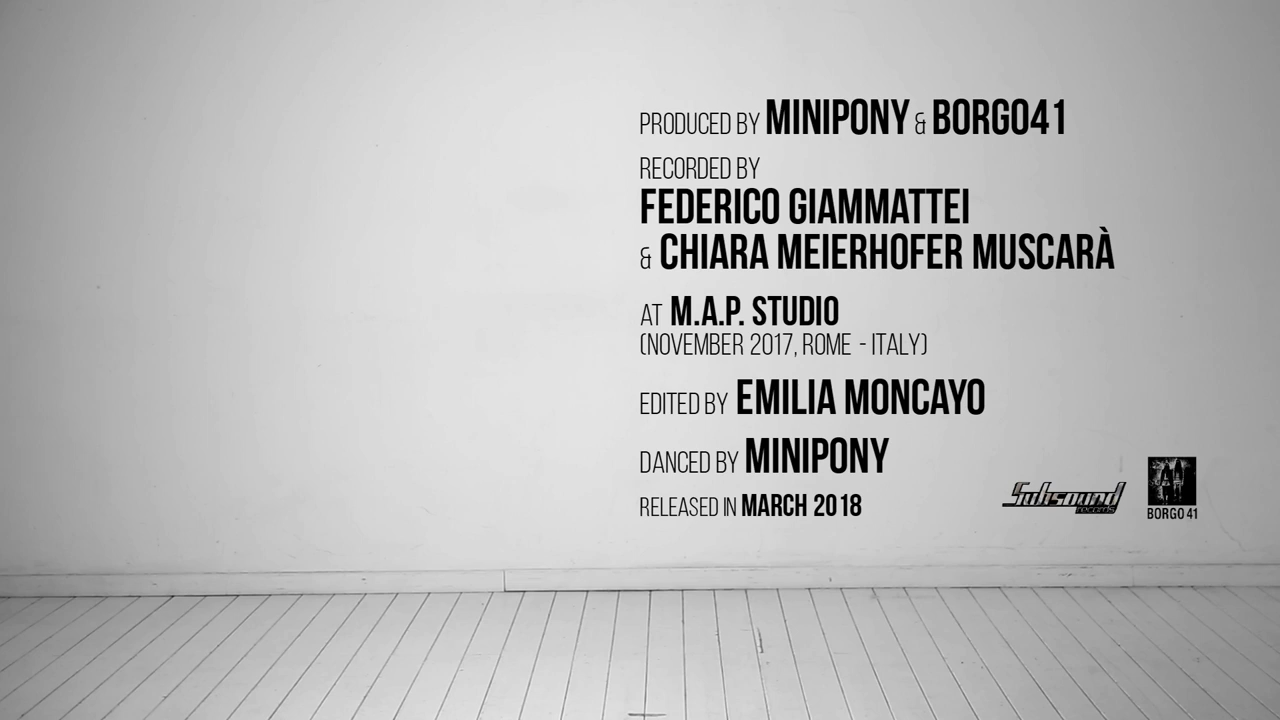 PRODUCED BY MINIPONY & BORGO41
RECORDED BY
FEDERICO GIAMMATTEI
& CHIARA MEIERHOFER MUSCARÀ
AT M.A.P. STUDIO
(NOVEMBER 2017, ROME - ITALY)
EDITED BY EMILIA MONCAYO
DANCED BY MINIPONY
RELEASED IN MARCH 2018
Subsound
records
BORGO 41